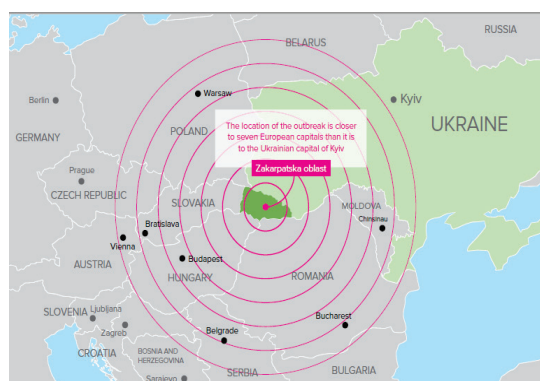 RUSSIA
BELARUS
Berlin
Warsaw
Kyiv
The location of the outbreak is closer
to seven European capitals than it is
to the Ukrainian capital of Kyiv
UKRAINE
POLAND
GERMANY
Zakarpatska oblast
Prague
CZECH REPUBLIC
SLOVAKIA
MOLDOVA
Chisinau
Bratislava
Vienna
Budapest
AUSTRIA
HUNGARY
ROMANIA
SLOVENIA
Ljubljana
Zagreb
Belgrade
Bucharest
CROATIA
BOSNIA AND
HERZEGOVINA
SERBIA
BULGARIA
Sarajevo